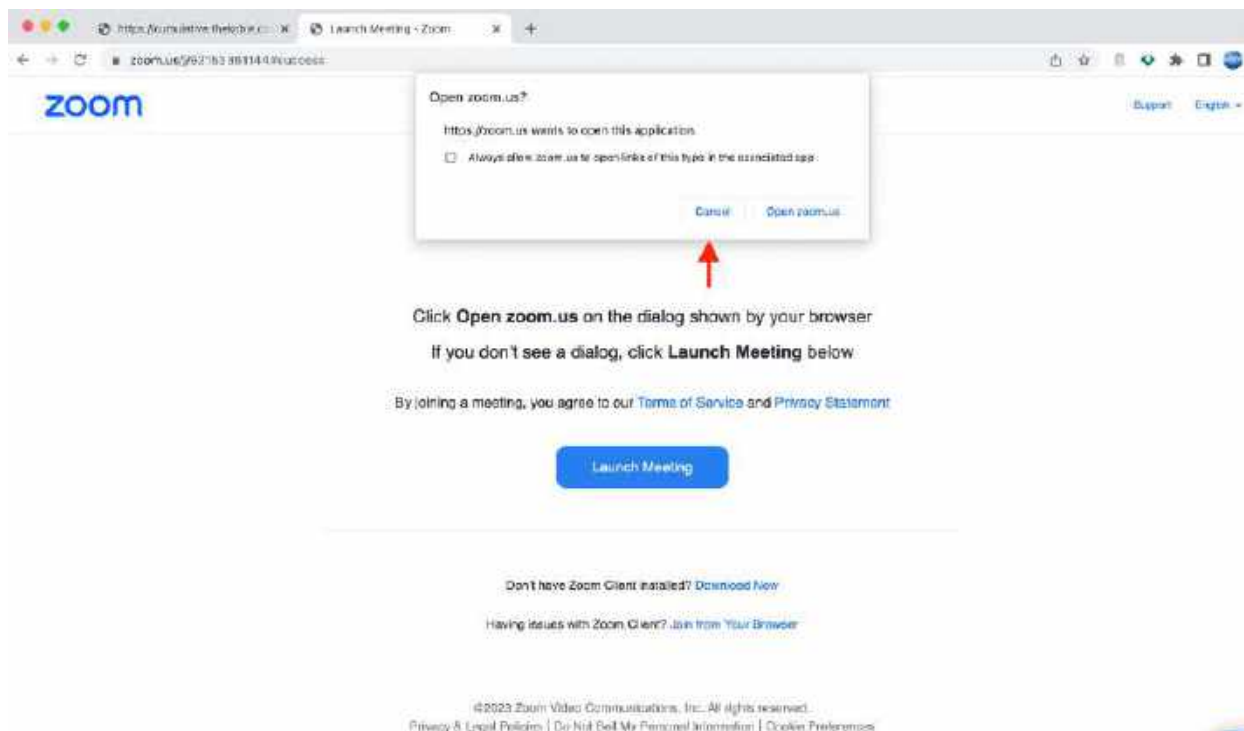 Launch Meeting - Zoom
zoom
Support English
Open zoom.us?
https://zoom.us wants to open this application.
Always allow zoom.us to open links of this type in the associated app
Cancel Open zoom.us
Click Open zoom.us on the dialog shown by your browser
If you don't see a dialog, click Launch Meeting below
By joining a meeting, you agree to our Terms of Service and Privacy Statement
Launch Meeting
Don't have Zoom Client installed? Download Now
Having issues with Zoom Client? Join from Your Browser
©2023 Zoom Video Communications, Inc. All rights reserved.
Privacy & Legal Policies | Do Not Sell My Personal Information | Cookie Preferences